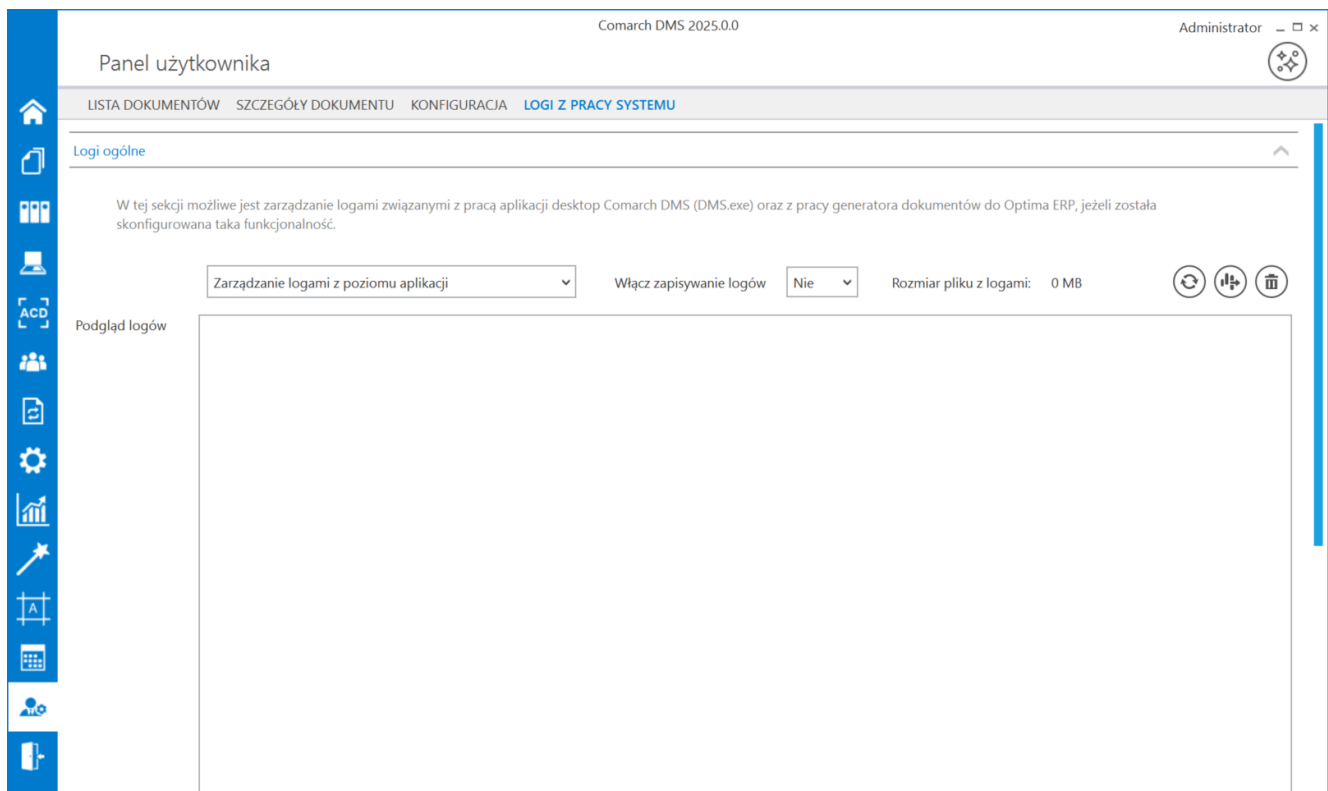 Comarch DMS 2025.0.0
Administrator
Panel użytkownika
LISTA DOKUMENTÓW SZCZEGÓŁY DOKUMENTU KONFIGURACJA LOGI Z PRACY SYSTEMU
Logi ogólne
W tej sekcji możliwe jest zarządzanie logami związanymi z pracą aplikacji desktop Comarch DMS (DMS.exe) oraz z pracy generatora dokumentów do Optima ERP, jeżeli została
skonfigurowana taka funkcjonalność.
Zarządzanie logami z poziomu aplikacji Włącz zapisywanie logów Nie Rozmiar pliku z logami: 0 MB
ACD
Podgląd logów
A